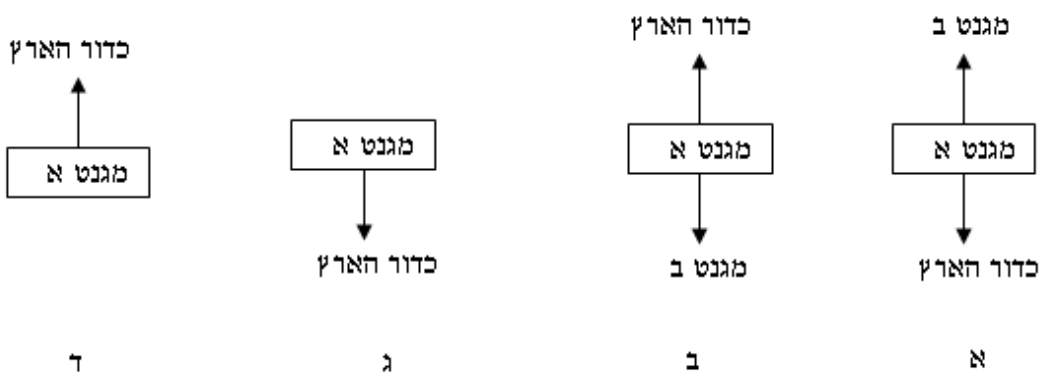 מגנט ב
מגנט א
כדור הארץ
א
כדור הארץ
מגנט א
מגנט ב
ב
מגנט א
כדור הארץ
ג
כדור הארץ
מגנט א
ד